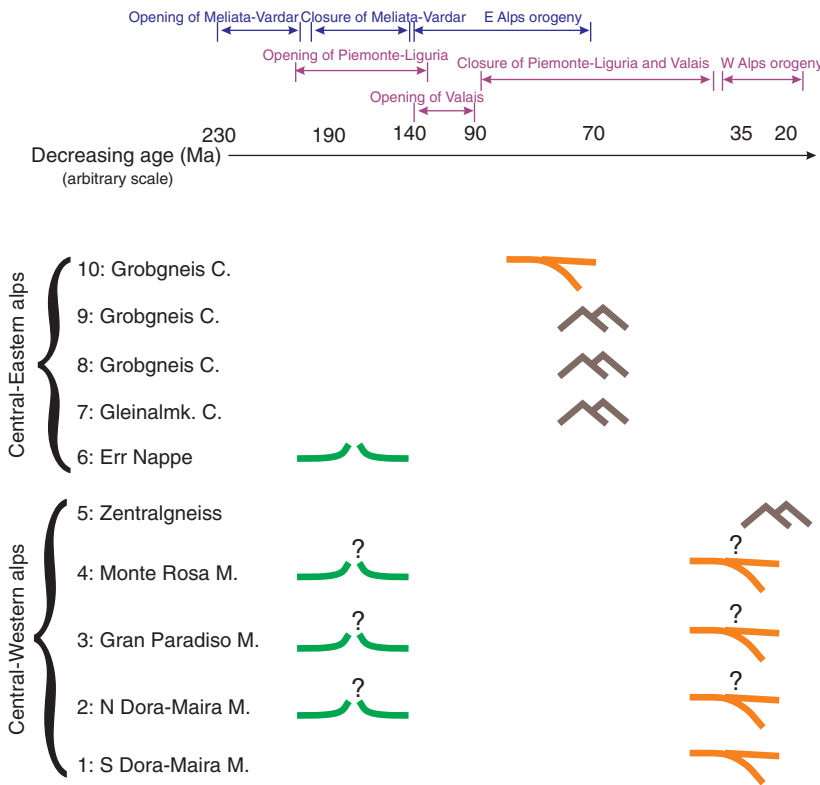 Opening of Meliata-Vardar Closure of Meliata-Vardar E Alps orogeny
Opening of Piemonte-Liguria
Closure of Piemonte-Liguria and Valais W Alps orogeny
Opening of Valais
230 190 140 90 70 35 20
Decreasing age (Ma)
(arbitrary scale)
Central-Eastern alps
10: Grobgneis C.
9: Grobgneis C.
8: Grobgneis C.
7: Gleinalmk. C.
6: Err Nappe
Central-Western alps
5: Zentralgneiss
? ?
4: Monte Rosa M.
? ?
3: Gran Paradiso M.
? ?
2: N Dora-Maira M.
1: S Dora-Maira M.